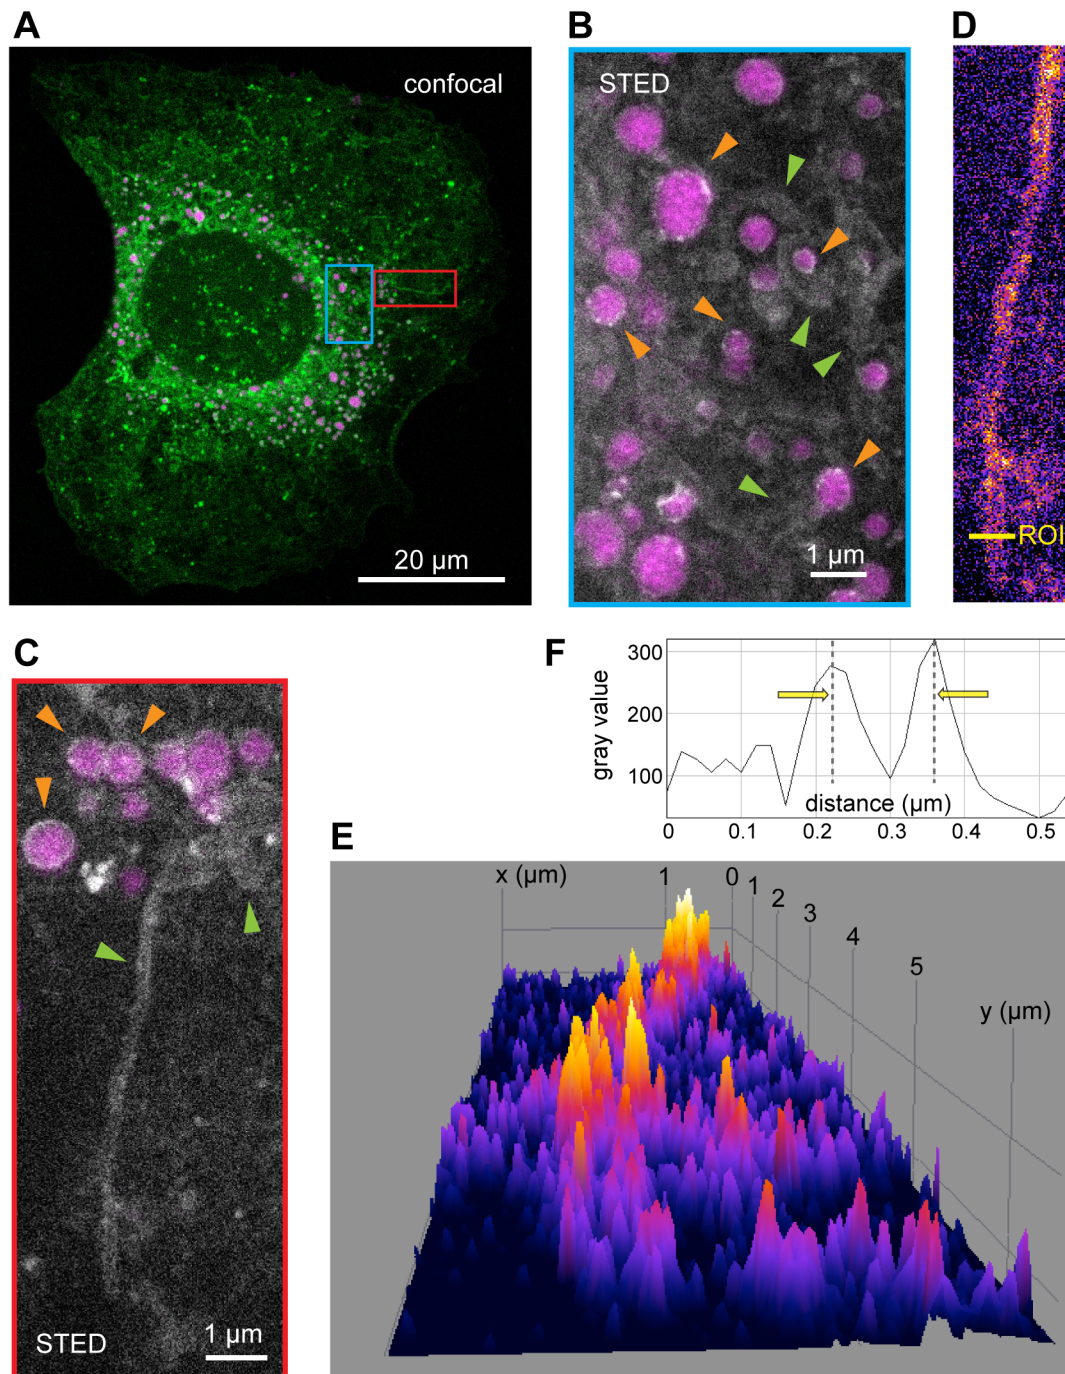 A
confocal
20 µm
B
STED
1 µm
D
ROI
C
STED
1 µm
F
gray value
300
200
100
distance (µm)
0 0.1 0.2 0.3 0.4 0.5
E
x (µm) 1 0 1 2 3 4 5 y (µm)